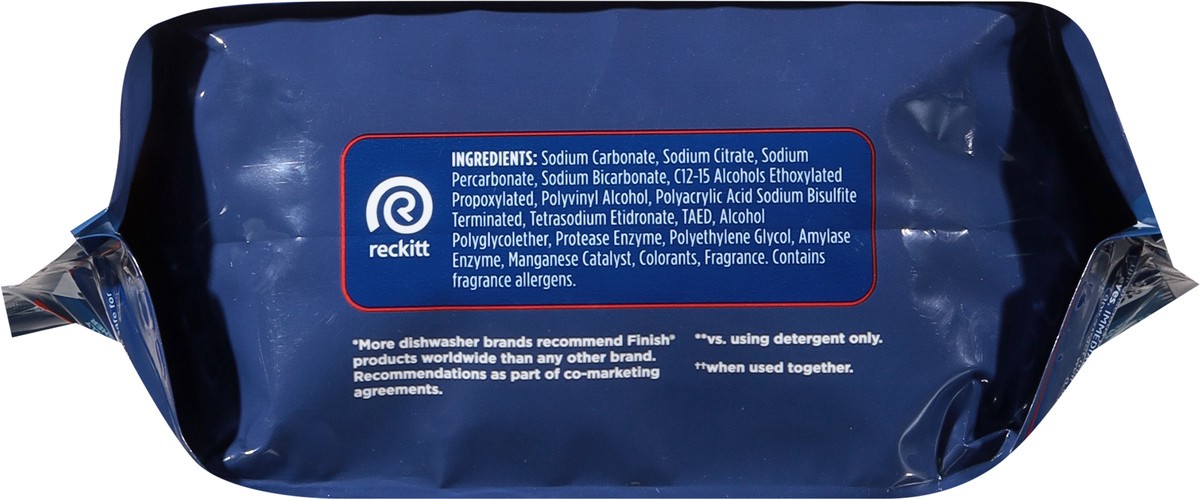 INGREDIENTS: Sodium Carbonate, Sodium Citrate, Sodium
Percarbonate, Sodium Bicarbonate, C12-15 Alcohols Ethoxylated
Propoxylated, Polyvinyl Alcohol, Polyacrylic Acid Sodium Bisulfite
Terminated, Tetrasodium Etidronate, TAED, Alcohol
Polyglycolether, Protease Enzyme, Polyethylene Glycol, Amylase
Enzyme, Manganese Catalyst, Colorants, Fragrance. Contains
fragrance allergens.
reckitt
*More dishwasher brands recommend Finish®
products worldwide than any other brand.
Recommendations as part of co-marketing
agreements.
**vs. using detergent only.
††when used together.